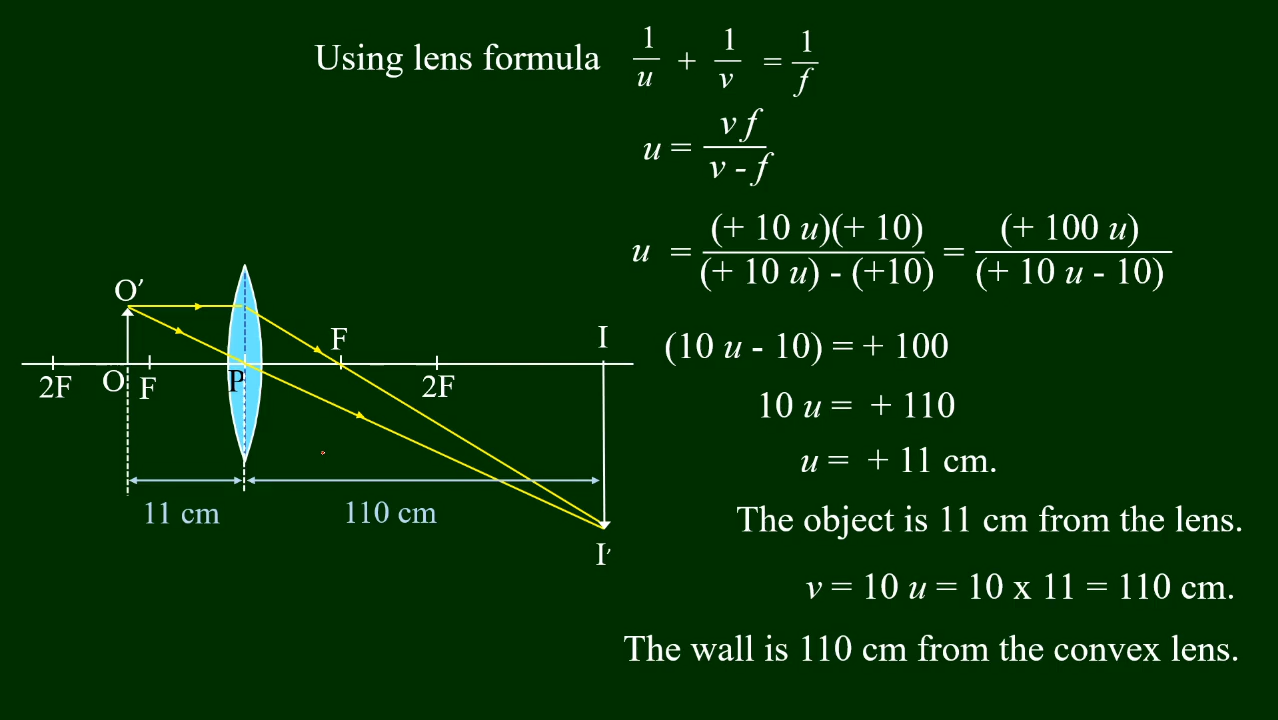 Using lens formula 1/u + 1/v = 1/f
u = v f / v - f
u = (+ 10 u)(+ 10) / (+ 10 u) - (+10) = (+ 100 u) / (+ 10 u - 10)
(10 u - 10) = + 100
10 u = + 110
u = + 11 cm.
The object is 11 cm from the lens.
v = 10 u = 10 x 11 = 110 cm.
The wall is 110 cm from the convex lens.
O′
F
I
2F
O
F
P
2F
11 cm
110 cm
I′